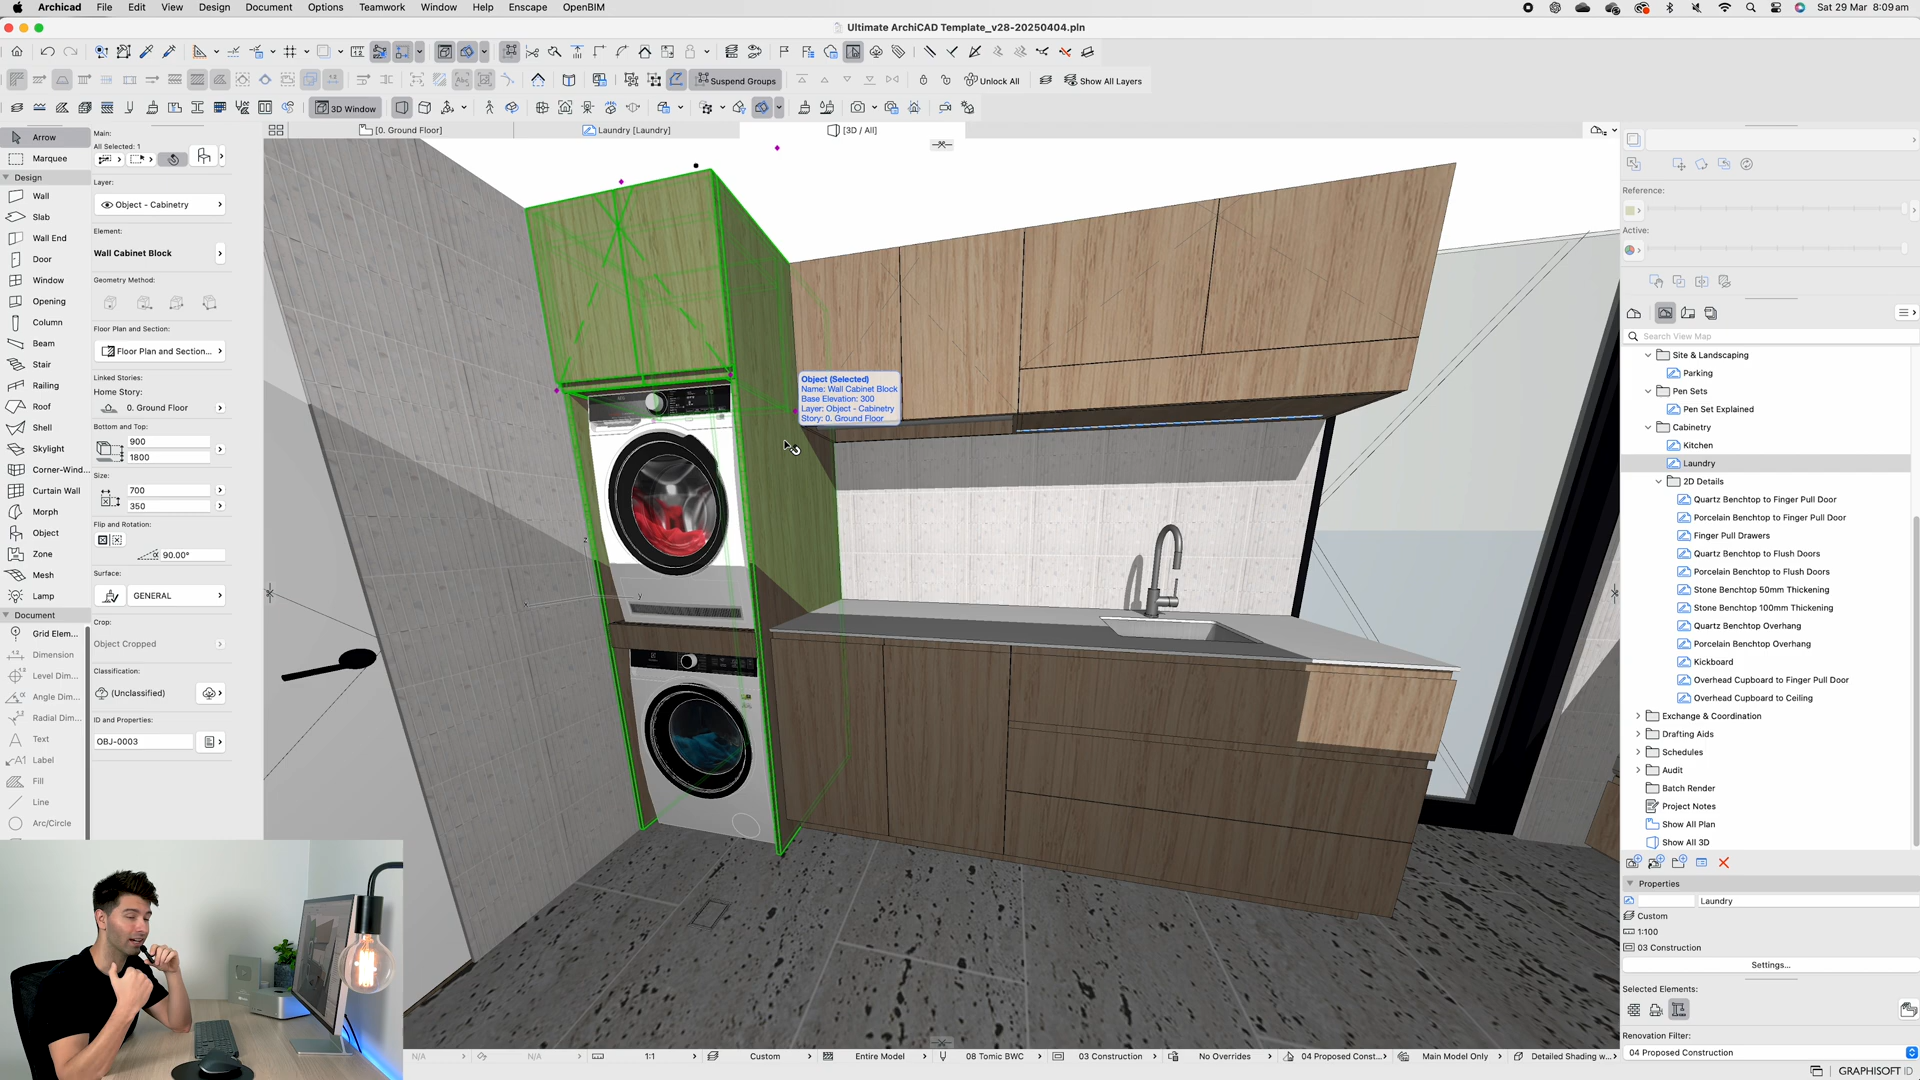 Archicad File Edit View Design Document Options Teamwork Window Help Enscape OpenBIM
Sat 29 Mar 8:09 am
Ultimate ArchiCAD Template_v28-20250404.pln
Suspend Groups
Unlock All
Show All Layers
3D Window
[0. Ground Floor]
Laundry [Laundry]
[3D / All]
Arrow
Marquee
Design
Wall
Slab
Wall End
Door
Window
Opening
Column
Beam
Stair
Railing
Roof
Shell
Skylight
Corner-Wind...
Curtain Wall
Morph
Object
Zone
Mesh
Lamp
Document
Grid Elem...
Dimension
Level Dim...
Angle Dim...
Radial Dim...
Text
Label
Fill
Line
Arc/Circle
Main:
All Selected: 1
Layer:
Object - Cabinetry
Element:
Wall Cabinet Block
Geometry Method:
Floor Plan and Section:
Floor Plan and Section...
Linked Stories:
Home Story:
0. Ground Floor
Bottom and Top:
900
1800
Size:
700
350
Flip and Rotation:
90.00°
Surface:
GENERAL
Crop:
Object Cropped
Classification:
(Unclassified)
ID and Properties:
OBJ-0003
Object (Selected)
Name: Wall Cabinet Block
Base Elevation: 300
Layer: Object - Cabinetry
Story: 0. Ground Floor
z
y
x
Reference:
Active:
Search View Map
Site & Landscaping
Parking
Pen Sets
Pen Set Explained
Cabinetry
Kitchen
Laundry
2D Details
Quartz Benchtop to Finger Pull Door
Porcelain Benchtop to Finger Pull Door
Finger Pull Drawers
Quartz Benchtop to Flush Doors
Porcelain Benchtop to Flush Doors
Stone Benchtop 50mm Thickening
Stone Benchtop 100mm Thickening
Quartz Benchtop Overhang
Porcelain Benchtop Overhang
Kickboard
Overhead Cupboard to Finger Pull Door
Overhead Cupboard to Ceiling
Exchange & Coordination
Drafting Aids
Schedules
Audit
Batch Render
Project Notes
Show All Plan
Show All 3D
Properties
Laundry
Custom
1:100
03 Construction
Settings...
Selected Elements:
Renovation Filter:
04 Proposed Construction
GRAPHISOFT ID
N/A
N/A
1:1
Custom
Entire Model
08 Tomic BWC
03 Construction
No Overrides
04 Proposed Const...
Main Model Only
Detailed Shading w...